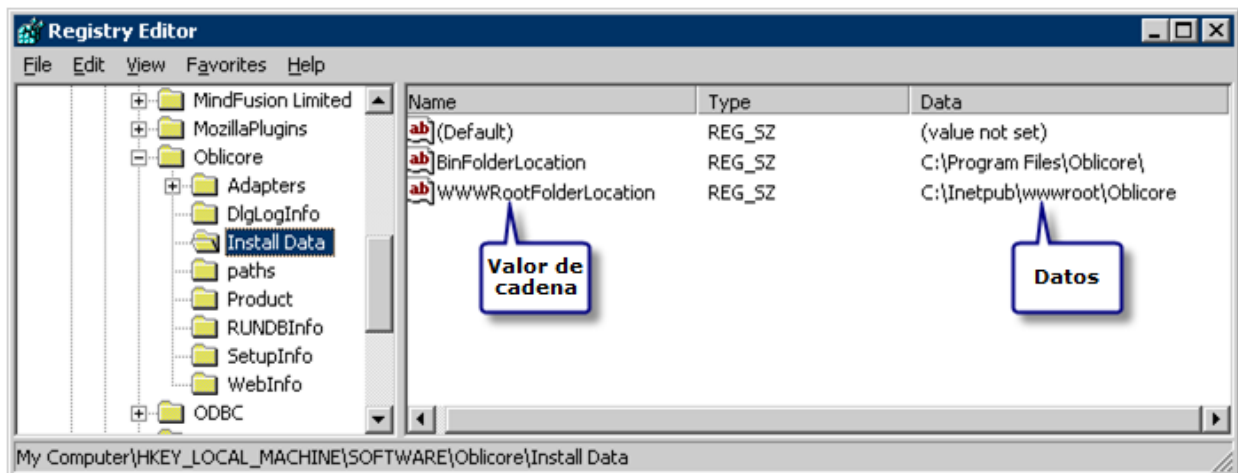 Registry Editor
File Edit View Favorites Help
MindFusion Limited
MozillaPlugins
Oblicore
Adapters
DlgLogInfo
Install Data
paths
Product
RUNDBInfo
SetupInfo
WebInfo
ODBC
Name Type Data
(Default) REG_SZ (value not set)
BinFolderLocation REG_SZ C:\Program Files\Oblicore\
WWWRootFolderLocation REG_SZ C:\Inetpub\wwwroot\Oblicore
Valor de
cadena
Datos
My Computer\HKEY_LOCAL_MACHINE\SOFTWARE\Oblicore\Install Data